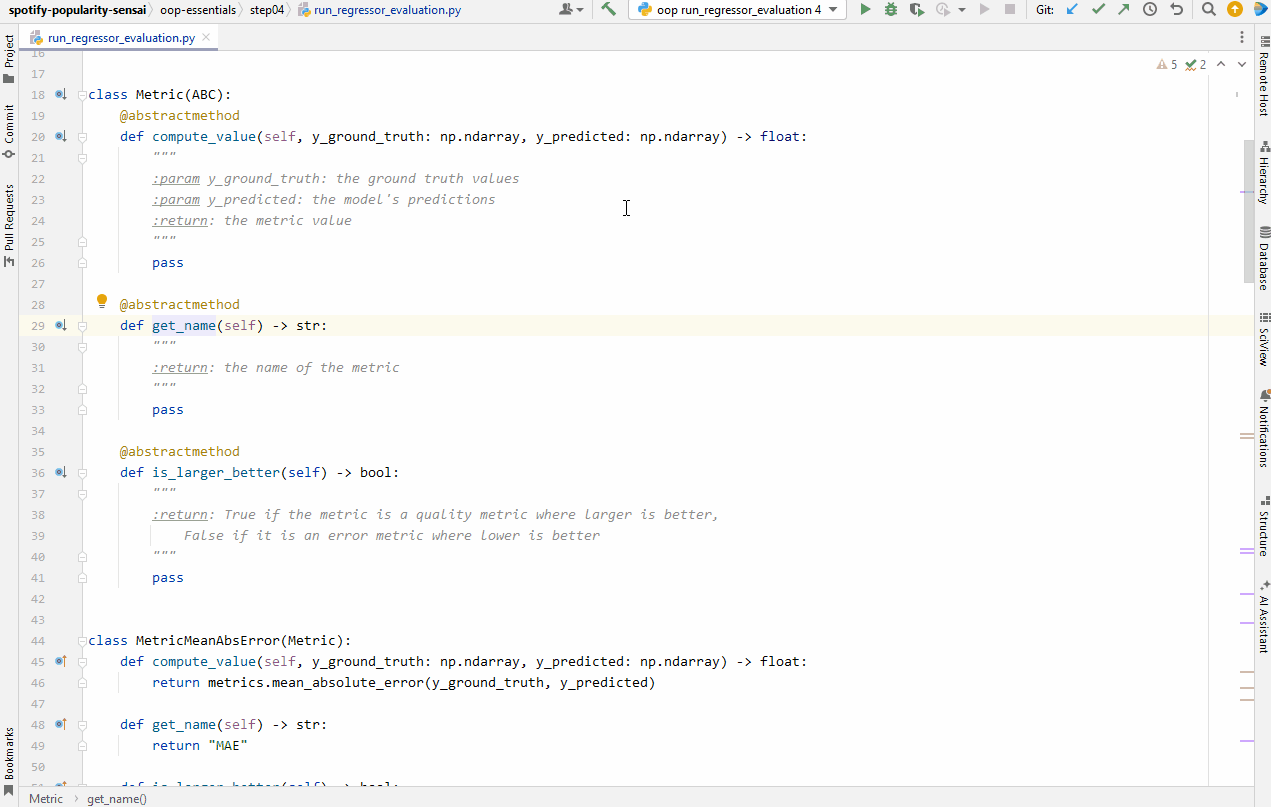 spotify-popularity-sensai oop-essentials step04 run_regressor_evaluation.py oop run_regressor_evaluation 4 Git:
run_regressor_evaluation.py
Project
Commit
Pull Requests
Bookmarks
5 2
16
17
18 class Metric(ABC):
19 @abstractmethod
20 def compute_value(self, y_ground_truth: np.ndarray, y_predicted: np.ndarray) -> float:
21 """
22 :param y_ground_truth: the ground truth values
23 :param y_predicted: the model's predictions
24 :return: the metric value
25 """
26 pass
27
28 @abstractmethod
29 def get_name(self) -> str:
30 """
31 :return: the name of the metric
32 """
33 pass
34
35 @abstractmethod
36 def is_larger_better(self) -> bool:
37 """
38 :return: True if the metric is a quality metric where larger is better,
39 False if it is an error metric where lower is better
40 """
41 pass
42
43
44 class MetricMeanAbsError(Metric):
45 def compute_value(self, y_ground_truth: np.ndarray, y_predicted: np.ndarray) -> float:
46 return metrics.mean_absolute_error(y_ground_truth, y_predicted)
47
48 def get_name(self) -> str:
49 return "MAE"
50
51 def is_larger_better(self) -> bool:
Remote Host
Hierarchy
Database
SciView
Notifications
Structure
AI Assistant
Metric get_name()